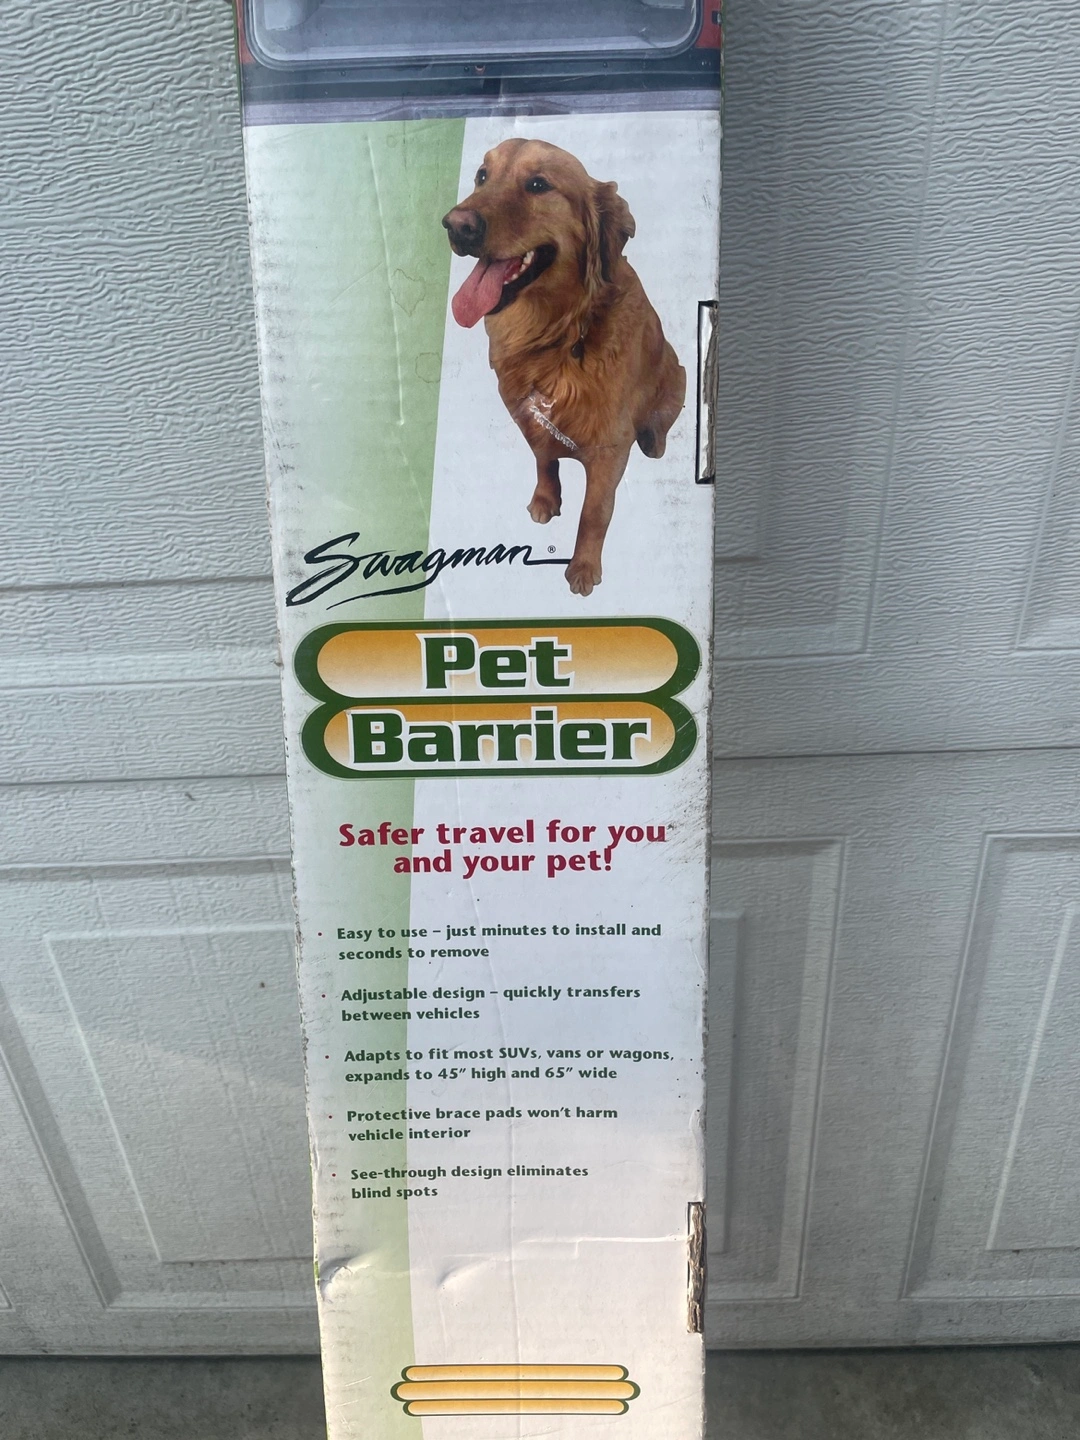 Swagman®
Pet
Barrier
Safer travel for you
and your pet!
· Easy to use – just minutes to install and
seconds to remove
· Adjustable design – quickly transfers
between vehicles
· Adapts to fit most SUVs, vans or wagons,
expands to 45" high and 65" wide
· Protective brace pads won't harm
vehicle interior
· See-through design eliminates
blind spots